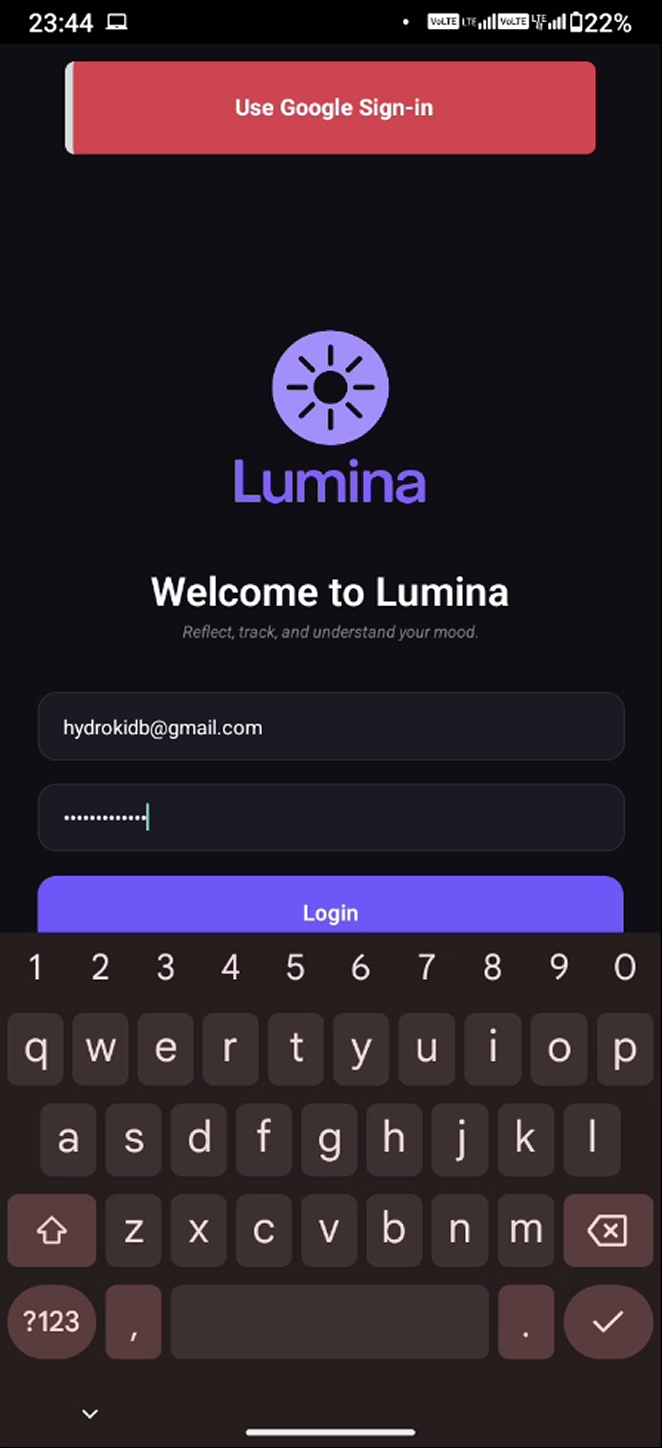 23:44 VoLTE LTE VoLTE LTE 22%
Use Google Sign-in
Lumina
Welcome to Lumina
Reflect, track, and understand your mood.
hydrokidb@gmail.com
•••••••••••••
Login
1 2 3 4 5 6 7 8 9 0
q w e r t y u i o p
a s d f g h j k l
z x c v b n m
?123 , .